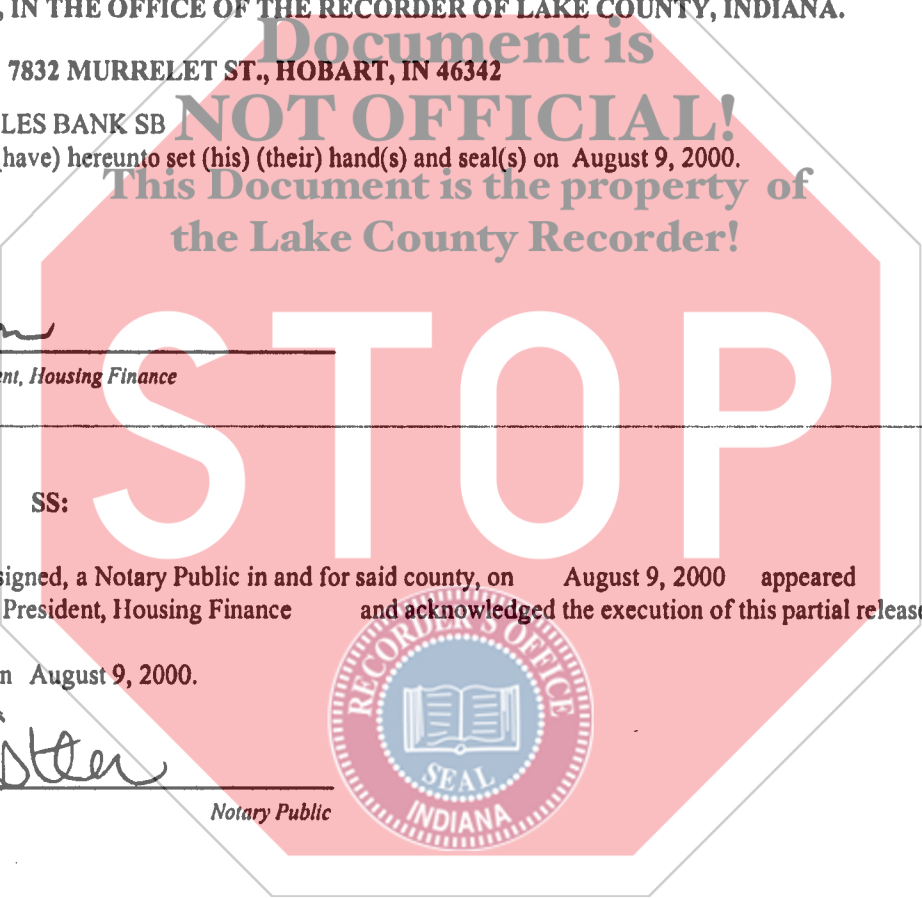 , IN THE OFFICE OF THE RECORDER OF LAKE COUNTY, INDIANA.
Document is
7832 MURRELET ST., HOBART, IN 46342
NOT OFFICIAL!
LES BANK SB
have) hereunto set (his) (their) hand(s) and seal(s) on August 9, 2000.
This Document is the property of
the Lake County Recorder!
STOP
ent, Housing Finance
SS:
signed, a Notary Public in and for said county, on August 9, 2000 appeared
President, Housing Finance and acknowledged the execution of this partial release
RECORDER'S OFFICE
n August 9, 2000.
SEAL
INDIANA
Notary Public